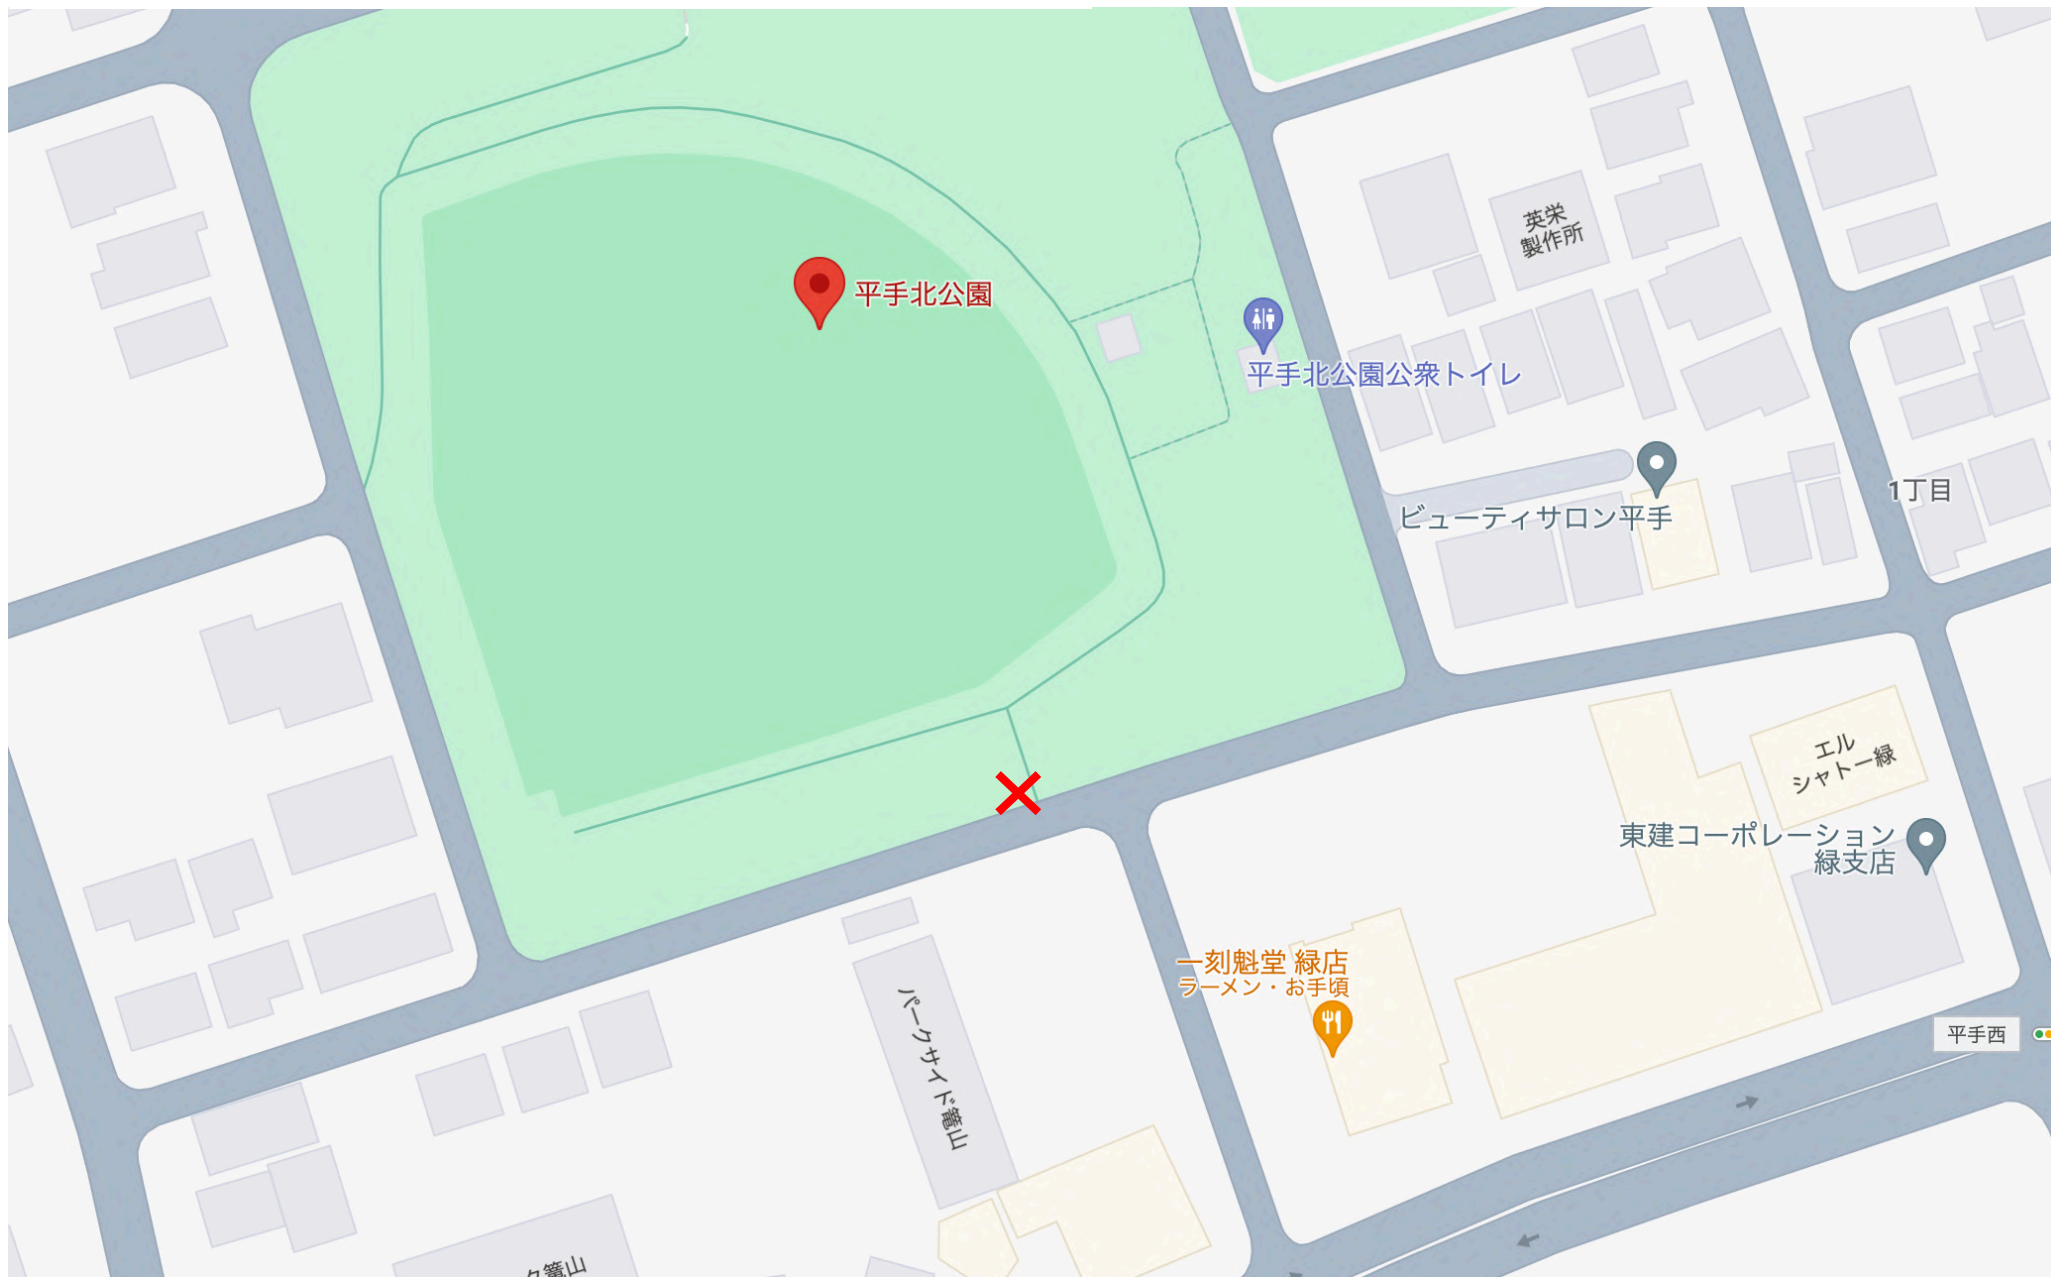 英栄
製作所
平手北公園
平手北公園公衆トイレ
ビューティサロン平手
1丁目
エル
シャトー緑
東建コーポレーション
緑支店
一刻魁堂 緑店
ラーメン・お手頃
パークサイド篭山
平手西
ク篭山